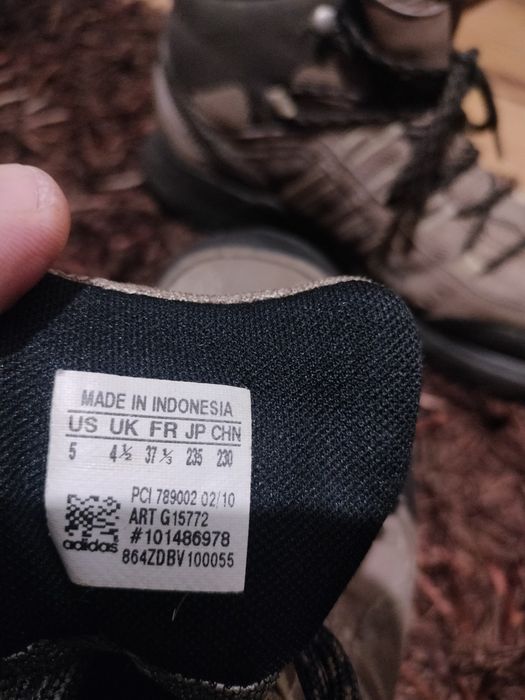 MADE IN INDONESIA
US UK FR JP CHN
5 4½ 37⅓ 235 230
PCI 789002 02/10
ART G15772
#101486978
adidas
864ZDBV100055